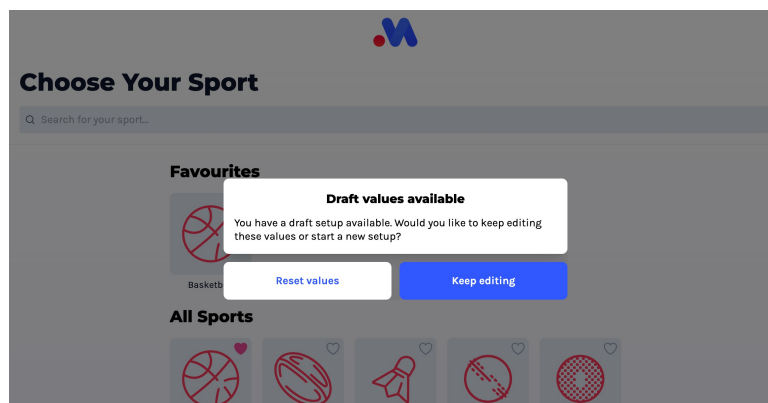 Choose Your Sport
Search for your sport...
Favourites
Draft values available
You have a draft setup available. Would you like to keep editing
these values or start a new setup?
Basketb
Reset values
Keep editing
All Sports